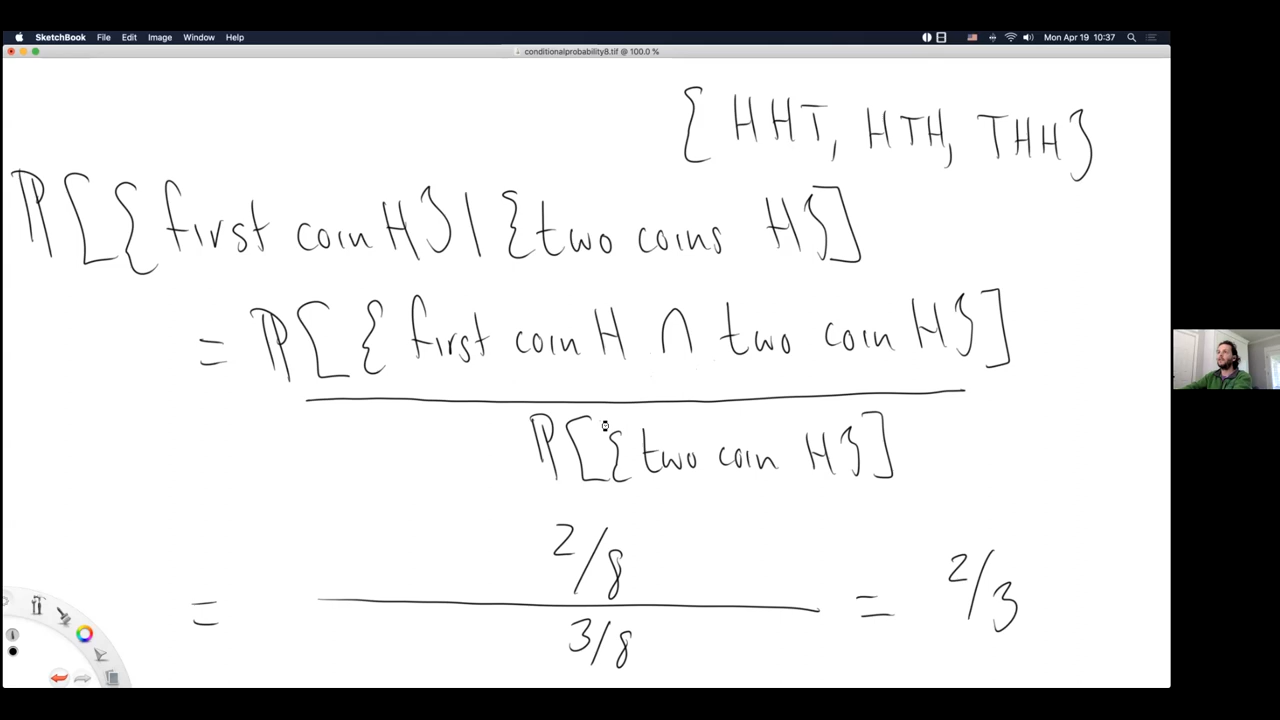 SketchBook File Edit Image Window Help Mon Apr 19 10:37
conditionalprobability8.tif @ 100.0 %
{ HHT, HTH, THH}
ℙ[{first coin H}|{two coins H}]
= ℙ[{first coin H ∩ two coin H}]
ℙ[{two coin H}]
= 2/8 = 2/3
3/8